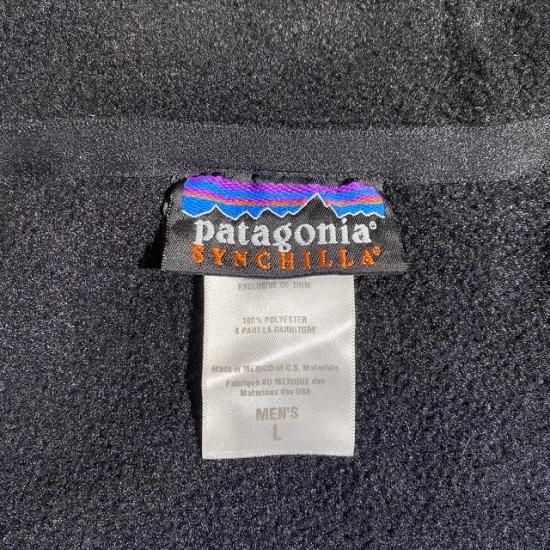 patagonia®
SYNCHILLA®
EXCLUSIVE OF TRIM
100% POLYESTER
A PART LA GARNITURE
Made in MEXICO of U.S. Materials
Fabriqué AU MEXIQUE des
Materiaux des USA
MEN'S
L